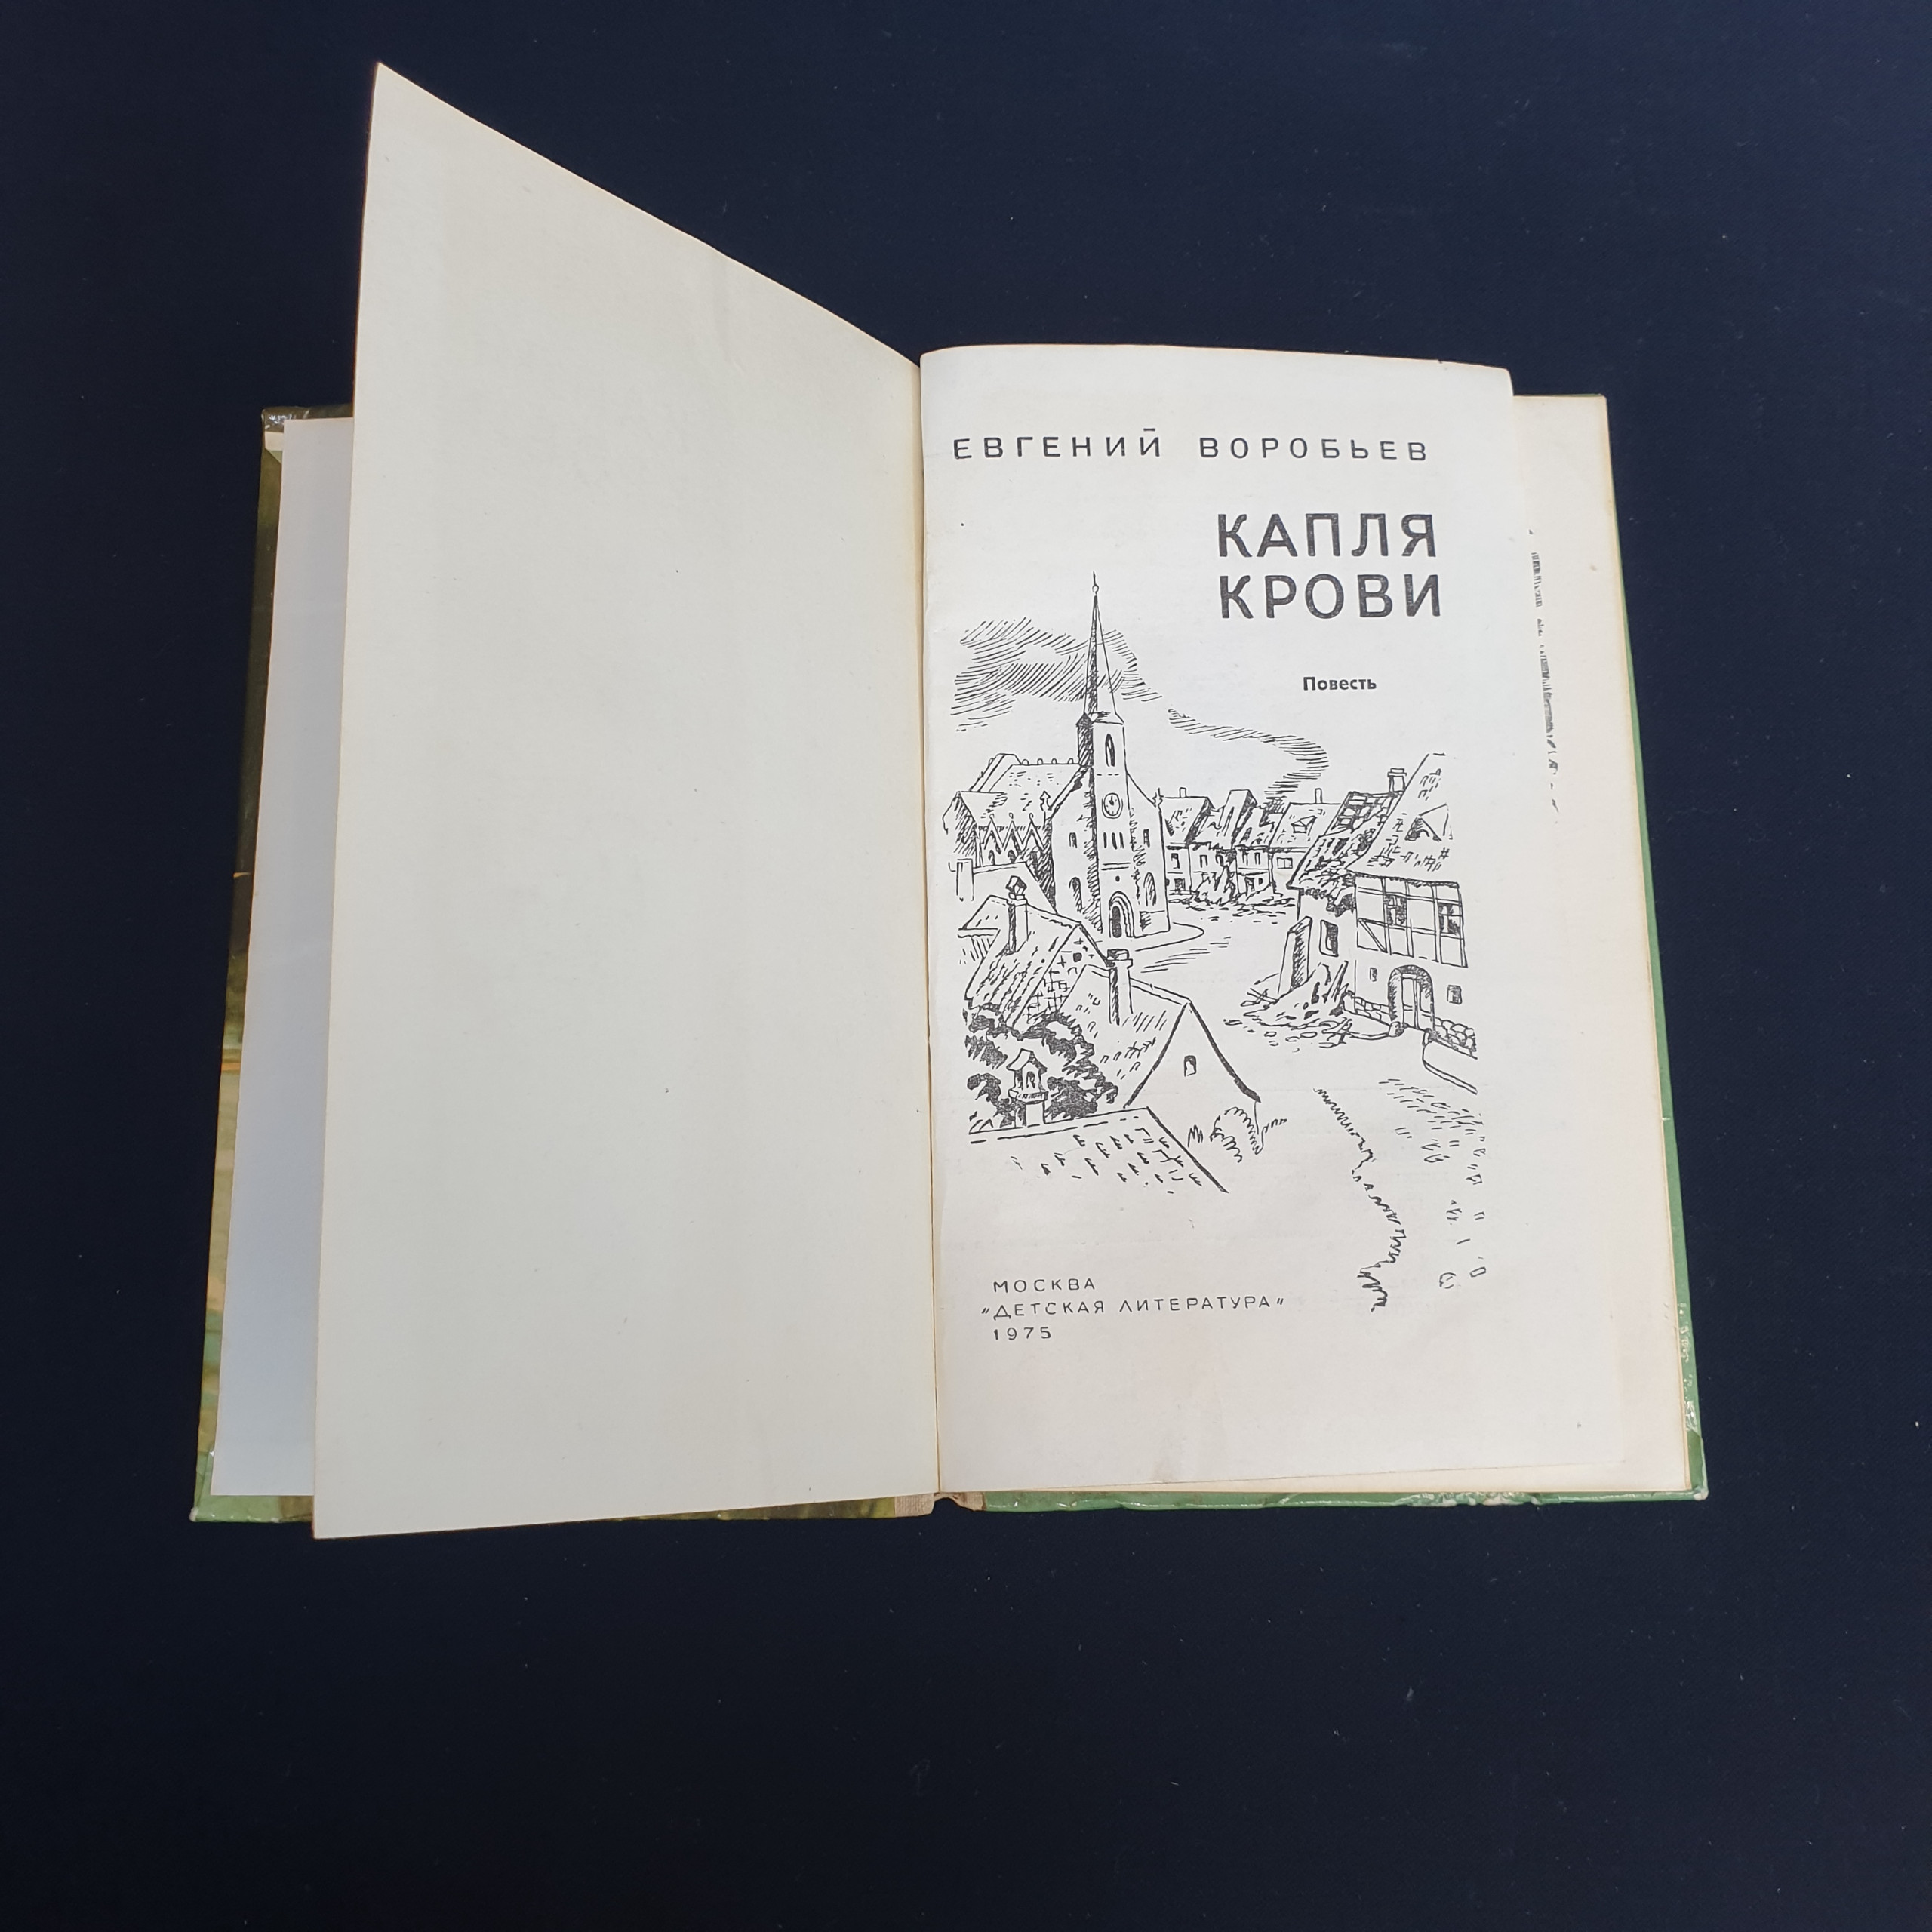 ЕВГЕНИЙ ВОРОБЬЕВ
КАПЛЯ
КРОВИ
Повесть
МОСКВА
"ДЕТСКАЯ ЛИТЕРАТУРА"
1975